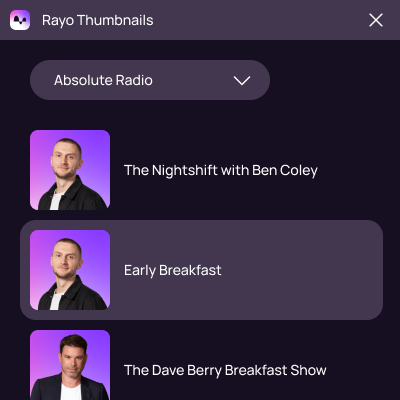 Rayo Thumbnails
Absolute Radio
The Nightshift with Ben Coley
Early Breakfast
The Dave Berry Breakfast Show